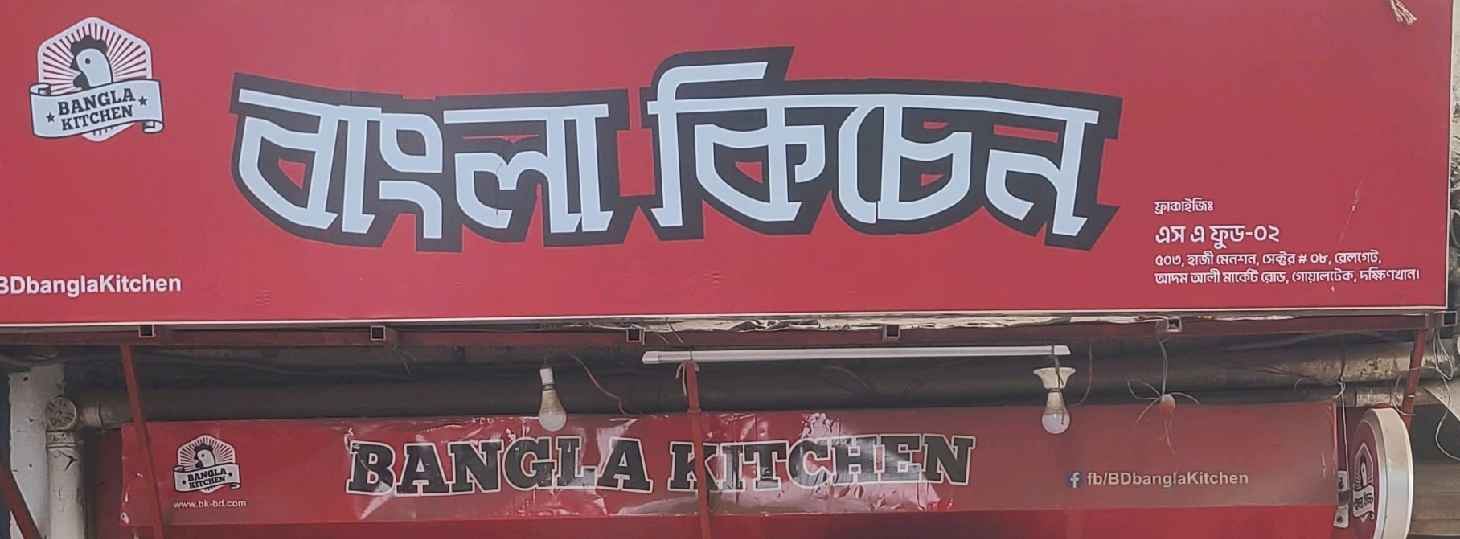 BANGLA
KITCHEN
বাংলা কিচেন
ফ্রাঞ্চাইজিঃ
এস এ ফুড-০২
৫০৩, হাজী মেনশন, সেক্টর # ০৮, রেলগেট,
আদম আলী মার্কেট রোড, গোয়ালটেক, দক্ষিণখান।
BDbanglaKitchen
BANGLA
KITCHEN
www.bk-bd.com
BANGLA KITCHEN
fb/BDbanglaKitchen